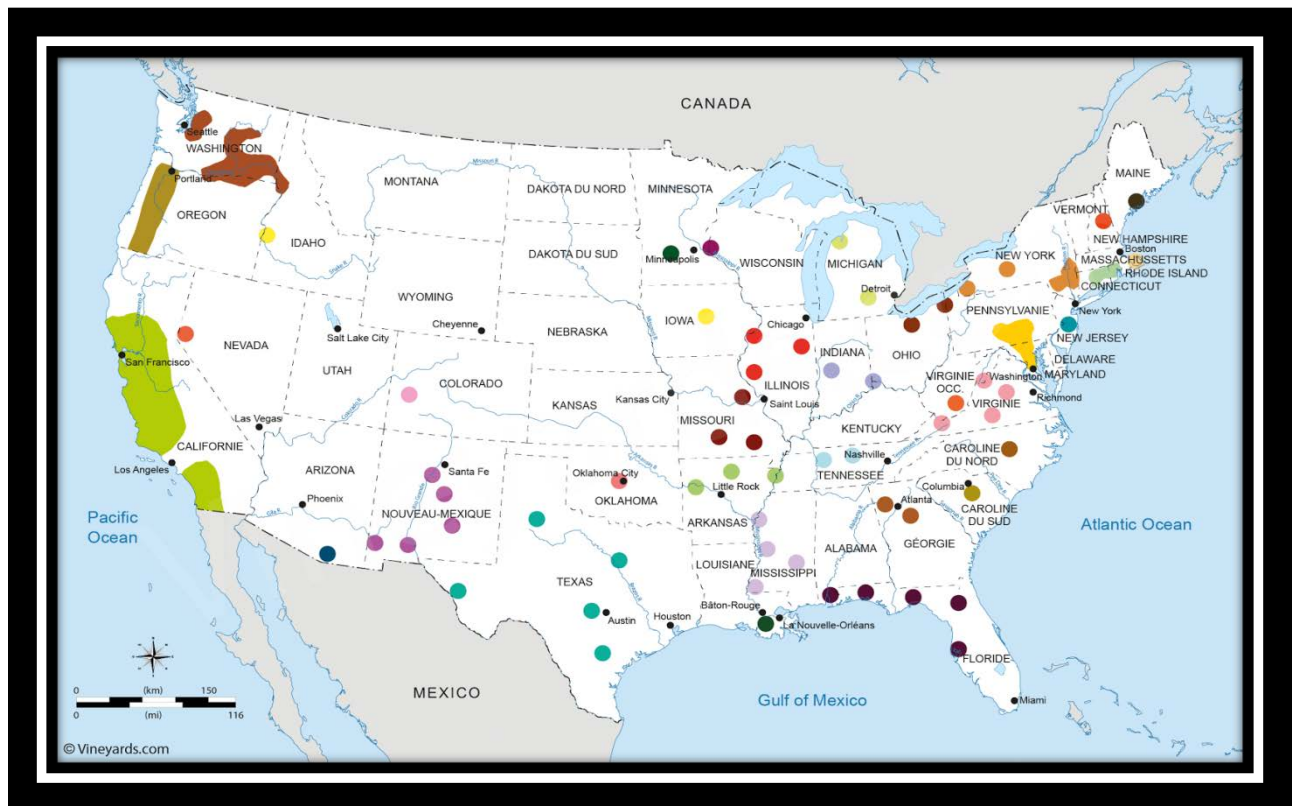 CANADA
Seattle
WASHINGTON
Portland
OREGON
MONTANA
IDAHO
WYOMING
DAKOTA DU NORD
DAKOTA DU SUD
MINNESOTA
Minneapolis
WISCONSIN
MICHIGAN
Detroit
MAINE
VERMONT
NEW HAMPSHIRE
Boston
NEW YORK
MASSACHUSSETTS
RHODE ISLAND
CONNECTICUT
New York
PENNSYLVANIE
NEW JERSEY
DELAWARE
MARYLAND
Washington
Richmond
VIRGINIE
OCC.
VIRGINIE
OHIO
INDIANA
Chicago
ILLINOIS
IOWA
NEBRASKA
Cheyenne
Salt Lake City
NEVADA
UTAH
San Francisco
COLORADO
KANSAS
Kansas City
Saint Louis
MISSOURI
KENTUCKY
Las Vegas
CALIFORNIE
Los Angeles
ARIZONA
Phoenix
Santa Fe
NOUVEAU-MEXIQUE
Oklahoma City
OKLAHOMA
Little Rock
ARKANSAS
Nashville
TENNESSEE
CAROLINE
DU NORD
Columbia
CAROLINE
DU SUD
Atlanta
GÉORGIE
ALABAMA
MISSISSIPPI
LOUISIANE
Bâton-Rouge
La Nouvelle-Orléans
TEXAS
Austin
Houston
FLORIDE
Miami
Pacific
Ocean
Atlantic Ocean
Gulf of Mexico
MEXICO
0 (km) 150
0 (mi) 116
© Vineyards.com